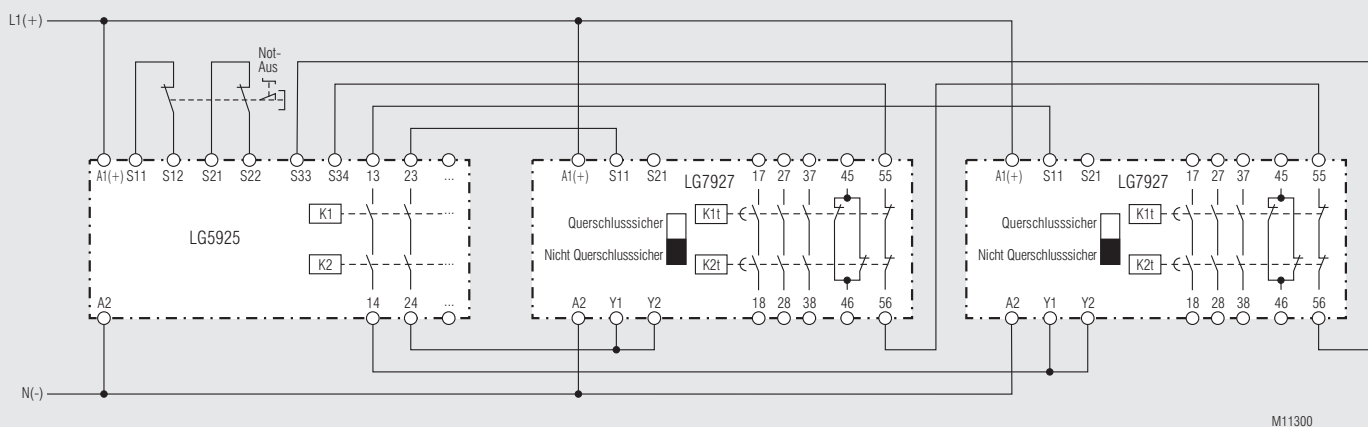 L1(+)
Not-
Aus
A1(+) S11 S12 S21 S22 S33 S34 13 23 ...
K1 ...
LG5925
K2 ...
A2 14 24 ...
A1(+) S11 S21 LG7927 17 27 37 45 55
Querschlusssicher K1t
Nicht Querschlusssicher K2t
A2 Y1 Y2 18 28 38 46 56
A1(+) S11 S21 LG7927 17 27 37 45 55
Querschlusssicher K1t
Nicht Querschlusssicher K2t
A2 Y1 Y2 18 28 38 46 56
N(-)
M11300